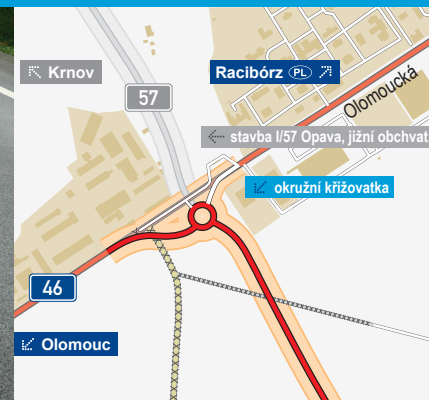 Krnov
Racibórz PL
57
Olomoucká
stavba I/57 Opava, jižní obchvat
okružní křižovatka
46
Olomouc